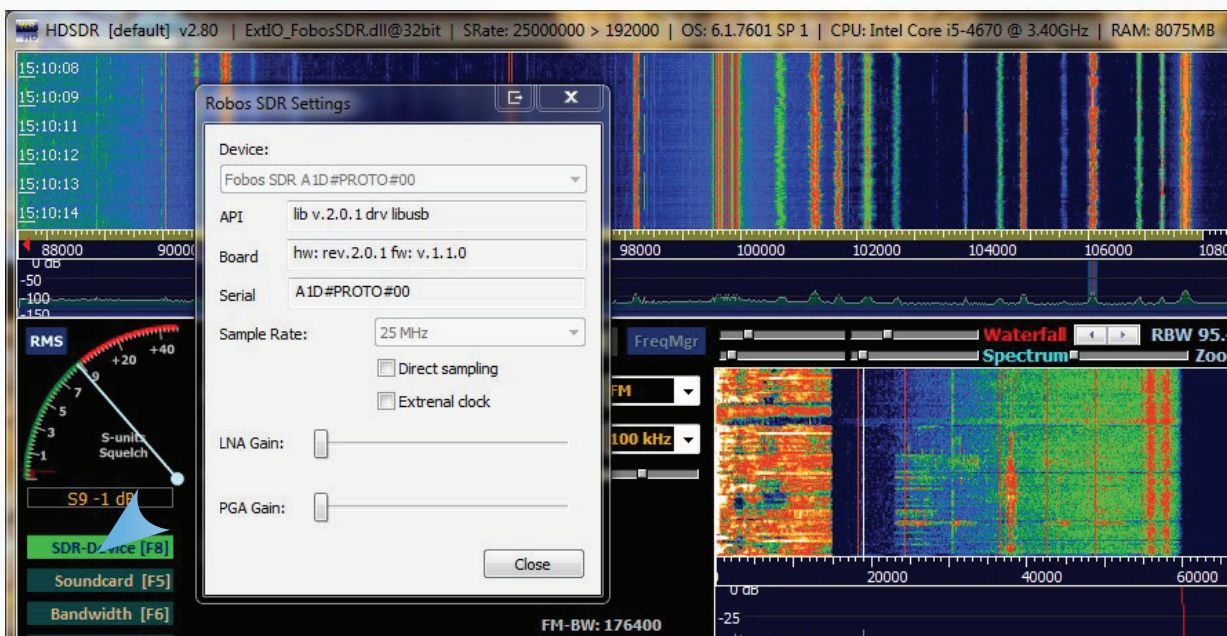 HDSDR [default] v2.80 | ExtIO_FobosSDR.dll@32bit | SRate: 25000000 > 192000 | OS: 6.1.7601 SP 1 | CPU: Intel Core i5-4670 @ 3.40GHz | RAM: 8075MB
15:10:08
15:10:09
15:10:11
15:10:12
15:10:13
15:10:14
Robos SDR Settings
Device:
Fobos SDR A1D#PROTO#00
API lib v.2.0.1 drv libusb
Board hw: rev.2.0.1 fw: v.1.1.0
Serial A1D#PROTO#00
Sample Rate: 25 MHz
Direct sampling
Extrenal clock
LNA Gain:
PGA Gain:
Close
88000 98000 100000 102000 104000 106000
0 dB
-50
-100
-150
RMS
+20 +40
1 3 5 7 9
S-units
Squelch
S9 -1 dB
SDR-Device [F8]
Soundcard [F5]
Bandwidth [F6]
FreqMgr
FM
100 kHz
Waterfall
Spectrum
RBW 95.
Zoo
20000 40000 60000
0 dB
-25
FM-BW: 176400